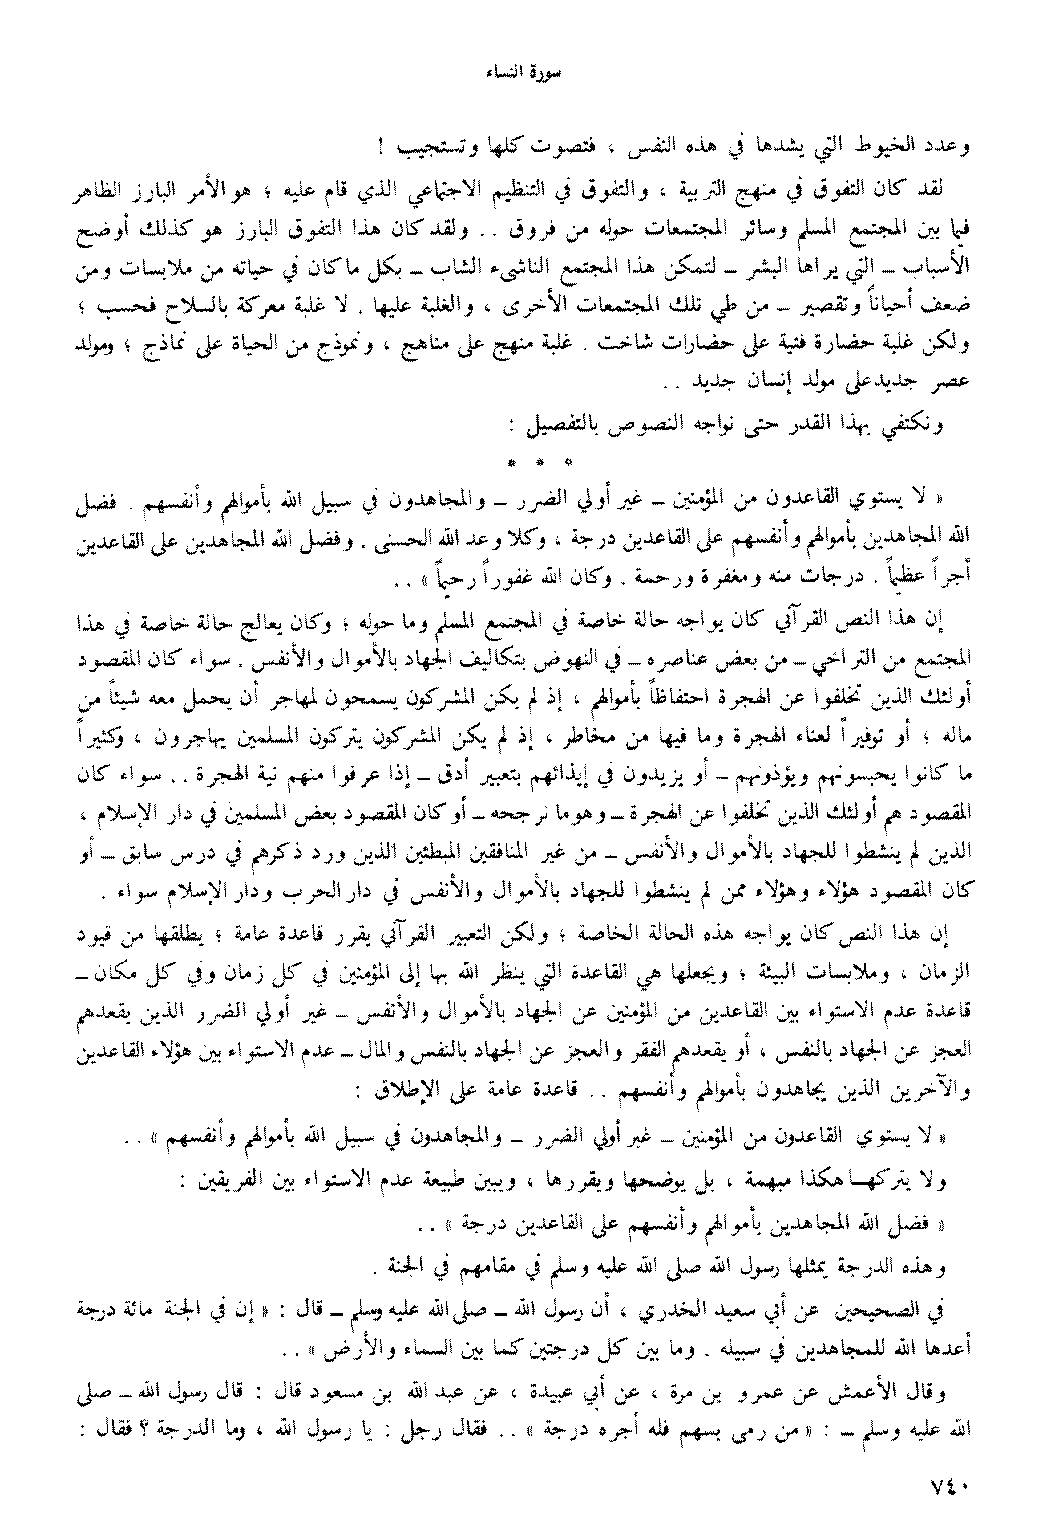 سورة النساء
وعدد الخيوط التي يشدها في هذه النفس ، فتصوت كلها وتستجيب !
لقد كان التفوق في منهج التربية ، والتفوق في التنظيم الاجتماعي الذي قام عليه ؛ هو الأمر البارز الظاهر
فيما بين المجتمع المسلم وسائر المجتمعات حوله من فروق .. ولقد كان هذا التفوق البارز هو كذلك أوضح
الأسباب – التي يراها البشر – لتمكن هذا المجتمع الناشىء الشاب – بكل ما كان في حياته من ملابسات ومن
ضعف أحياناً وتقصير – من طي تلك المجتمعات الأخرى ، والغلبة عليها . لا غلبة معركة بالسلاح فحسب ؛
ولكن غلبة حضارة فتية على حضارات شاخت . غلبة منهج على مناهج ، ونموذج من الحياة على نماذج ؛ ومولد
عصر جديد على مولد إنسان جديد ..
ونكتفي بهذا القدر حتى نواجه النصوص بالتفصيل :
* * *
« لا يستوي القاعدون من المؤمنين – غير أولي الضرر – والمجاهدون في سبيل الله بأموالهم وأنفسهم . فضل
الله المجاهدين بأموالهم وأنفسهم على القاعدين درجة ، وكلا وعد الله الحسنى . وفضل الله المجاهدين على القاعدين
أجراً عظيماً . درجات منه ومغفرة ورحمة . وكان الله غفوراً رحيماً » ..
إن هذا النص القرآني كان يواجه حالة خاصة في المجتمع المسلم وما حوله ؛ وكان يعالج حالة خاصة في هذا
المجتمع من التراخي – من بعض عناصره – في النهوض بتكاليف الجهاد بالأموال والأنفس . سواء كان المقصود
أولئك الذين تخلفوا عن الهجرة احتفاظاً بأموالهم ، إذ لم يكن المشركون يسمحون لمهاجر أن يحمل معه شيئاً من
ماله ؛ أو توفيراً لعناء الهجرة وما فيها من مخاطر ، إذ لم يكن المشركون يتركون المسلمين يهاجرون ، وكثيراً
ما كانوا يحبسونهم ويؤذونهم – أو يزيدون في إيذائهم بتعبير أدق – إذا عرفوا منهم نية الهجرة .. سواء كان
المقصود هم أولئك الذين تخلفوا عن الهجرة – وهو ما نرجحه – أو كان المقصود بعض المسلمين في دار الإسلام ،
الذين لم ينشطوا للجهاد بالأموال والأنفس – من غير المنافقين المبطئين الذين ورد ذكرهم في درس سابق – أو
كان المقصود هؤلاء وهؤلاء ممن لم ينشطوا للجهاد بالأموال والأنفس في دار الحرب ودار الإسلام سواء .
إن هذا النص كان يواجه هذه الحالة الخاصة ؛ ولكن التعبير القرآني يقرر قاعدة عامة ؛ يطلقها من قيود
الزمان ، وملابسات البيئة ؛ ويجعلها هي القاعدة التي ينظر الله بها إلى المؤمنين في كل زمان وفي كل مكان –
قاعدة عدم الاستواء بين القاعدين من المؤمنين عن الجهاد بالأموال والأنفس – غير أولي الضرر الذين يقعدهم
العجز عن الجهاد بالنفس ، أو يقعدهم الفقر والعجز عن الجهاد بالنفس والمال – عدم الاستواء بين هؤلاء القاعدين
والآخرين الذين يجاهدون بأموالهم وأنفسهم .. قاعدة عامة على الإطلاق :
« لا يستوي القاعدون من المؤمنين – غير أولي الضرر – والمجاهدون في سبيل الله بأموالهم وأنفسهم » ..
ولا يتركها هكذا مبهمة ، بل يوضحها ويقررها ، ويبين طبيعة عدم الاستواء بين الفريقين :
« فضل الله المجاهدين بأموالهم وأنفسهم على القاعدين درجة » ..
وهذه الدرجة يمثلها رسول الله صلى الله عليه وسلم في مقامهم في الجنة .
في الصحيحين عن أبي سعيد الخدري ، أن رسول الله – صلى الله عليه وسلم – قال : « إن في الجنة مائة درجة
أعدها الله للمجاهدين في سبيله . وما بين كل درجتين كما بين السماء والأرض » ..
وقال الأعمش عن عمرو بن مرة ، عن أبي عبيدة ، عن عبد الله بن مسعود قال : قال رسول الله – صلى
الله عليه وسلم – : « من رمى بسهم فله أجره درجة » .. فقال رجل : يا رسول الله ، وما الدرجة ؟ فقال :
٧٤٠